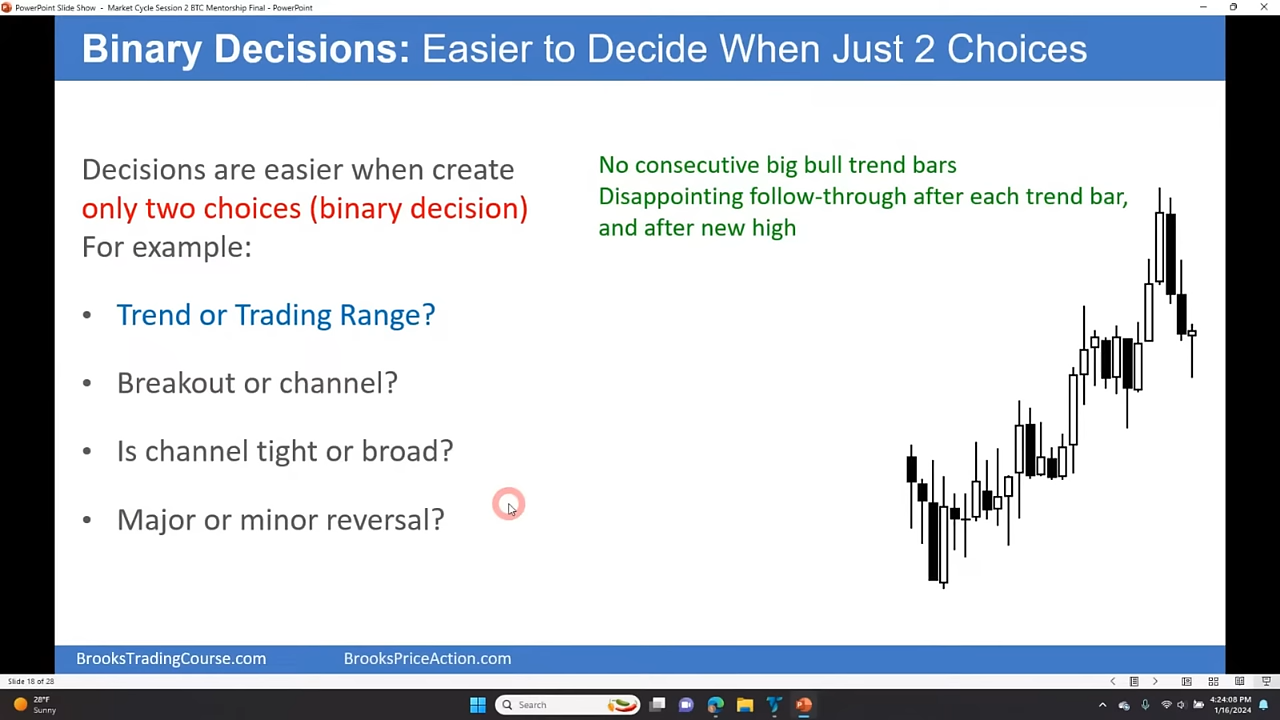 PowerPoint Slide Show - Market Cycle Session 2 BTC Mentorship Final - PowerPoint
Binary Decisions: Easier to Decide When Just 2 Choices
Decisions are easier when create
only two choices (binary decision)
For example:
• Trend or Trading Range?
• Breakout or channel?
• Is channel tight or broad?
• Major or minor reversal?
No consecutive big bull trend bars
Disappointing follow-through after each trend bar,
and after new high
BrooksTradingCourse.com
BrooksPriceAction.com
Slide 18 of 28
28°F
Sunny
Search
4:24:08 PM
1/16/2024